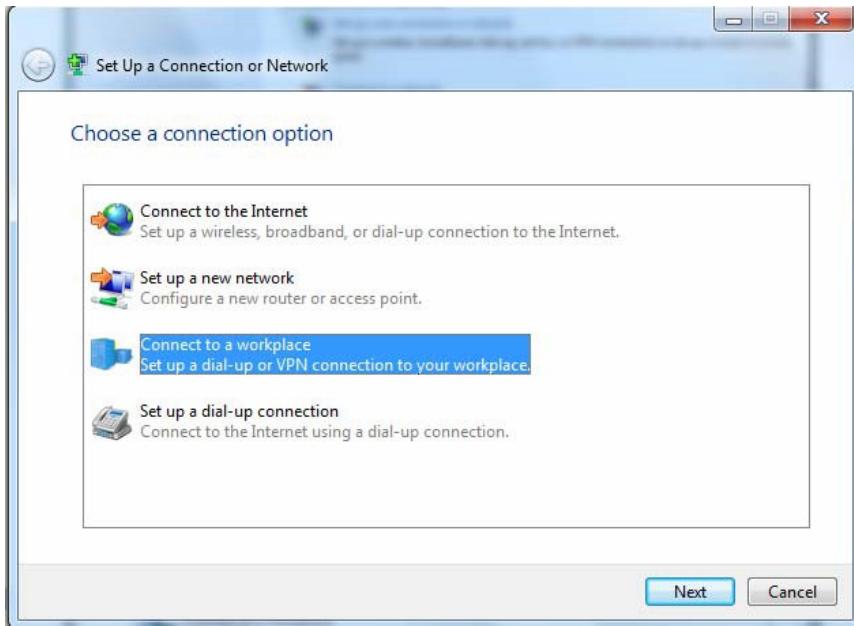 Set Up a Connection or Network
Choose a connection option
Connect to the Internet
Set up a wireless, broadband, or dial-up connection to the Internet.
Set up a new network
Configure a new router or access point.
Connect to a workplace
Set up a dial-up or VPN connection to your workplace.
Set up a dial-up connection
Connect to the Internet using a dial-up connection.
Next
Cancel